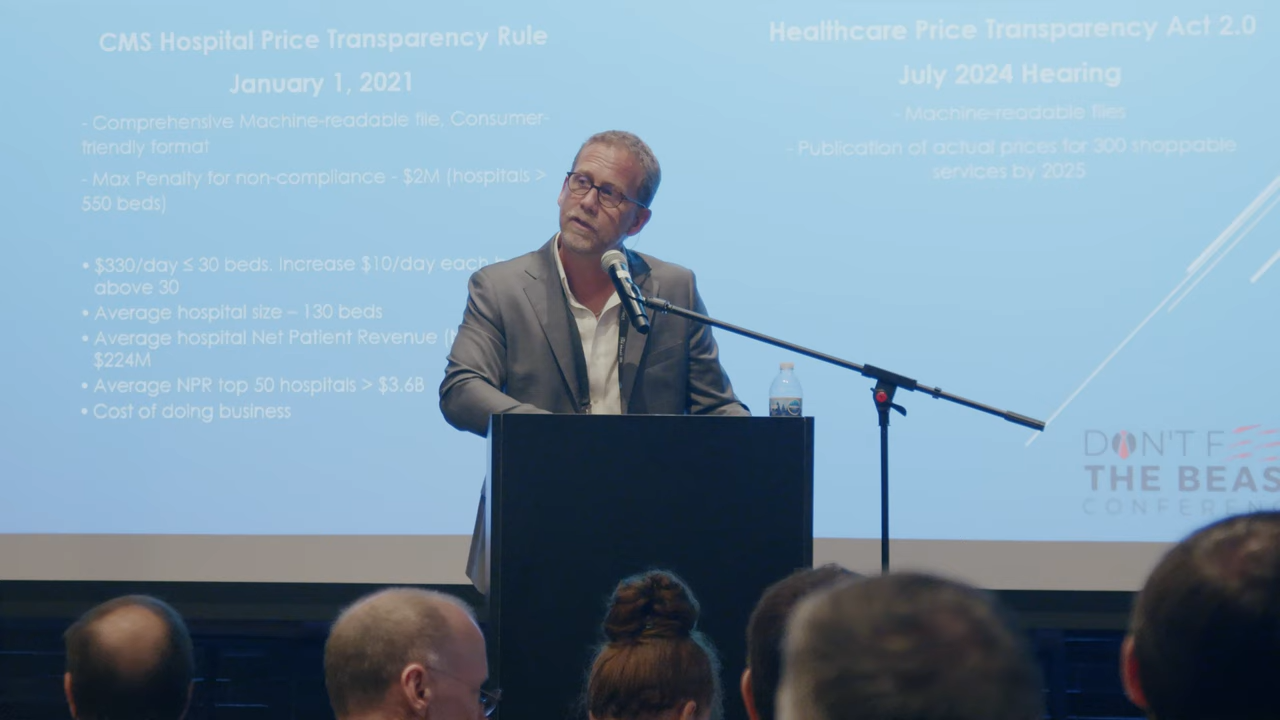 CMS Hospital Price Transparency Rule
January 1, 2021
- Comprehensive Machine-readable file, Consumer-
friendly format
- Max Penalty for non-compliance - $2M (hospitals >
550 beds)
• $330/day ≤ 30 beds. Increase $10/day each
above 30
• Average hospital size – 130 beds
• Average hospital Net Patient Revenue (
$224M
• Average NPR top 50 hospitals > $3.6B
• Cost of doing business
Healthcare Price Transparency Act 2.0
July 2024 Hearing
- Machine-readable files
- Publication of actual prices for 300 shoppable
services by 2025
DON'T F
THE BEAS
CONFEREN